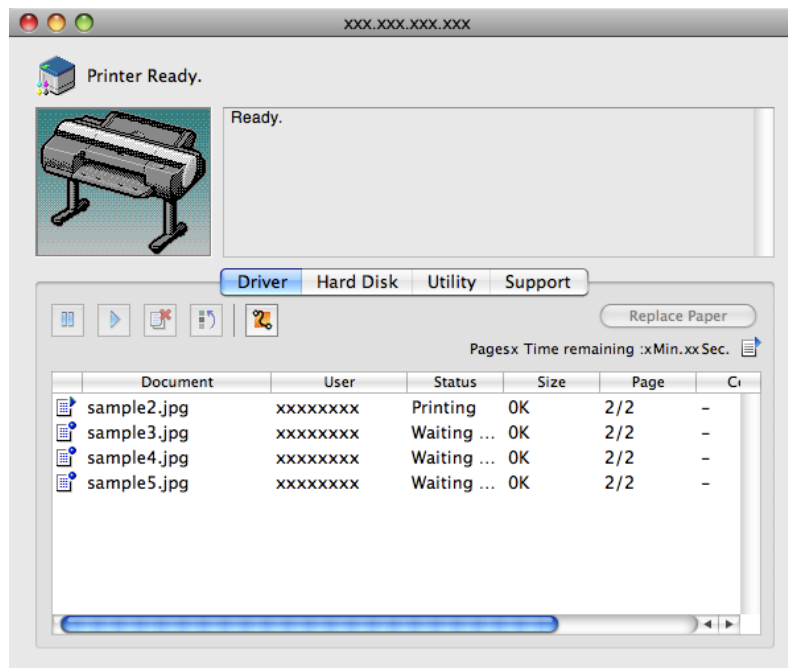 xxx.xxx.xxx.xxx
Printer Ready.
Ready.
Driver Hard Disk Utility Support
Replace Paper
Pagesx Time remaining :xMin.xx Sec.
Document User Status Size Page
sample2.jpg xxxxxxxx Printing 0K 2/2 –
sample3.jpg xxxxxxxx Waiting ... 0K 2/2 –
sample4.jpg xxxxxxxx Waiting ... 0K 2/2 –
sample5.jpg xxxxxxxx Waiting ... 0K 2/2 –